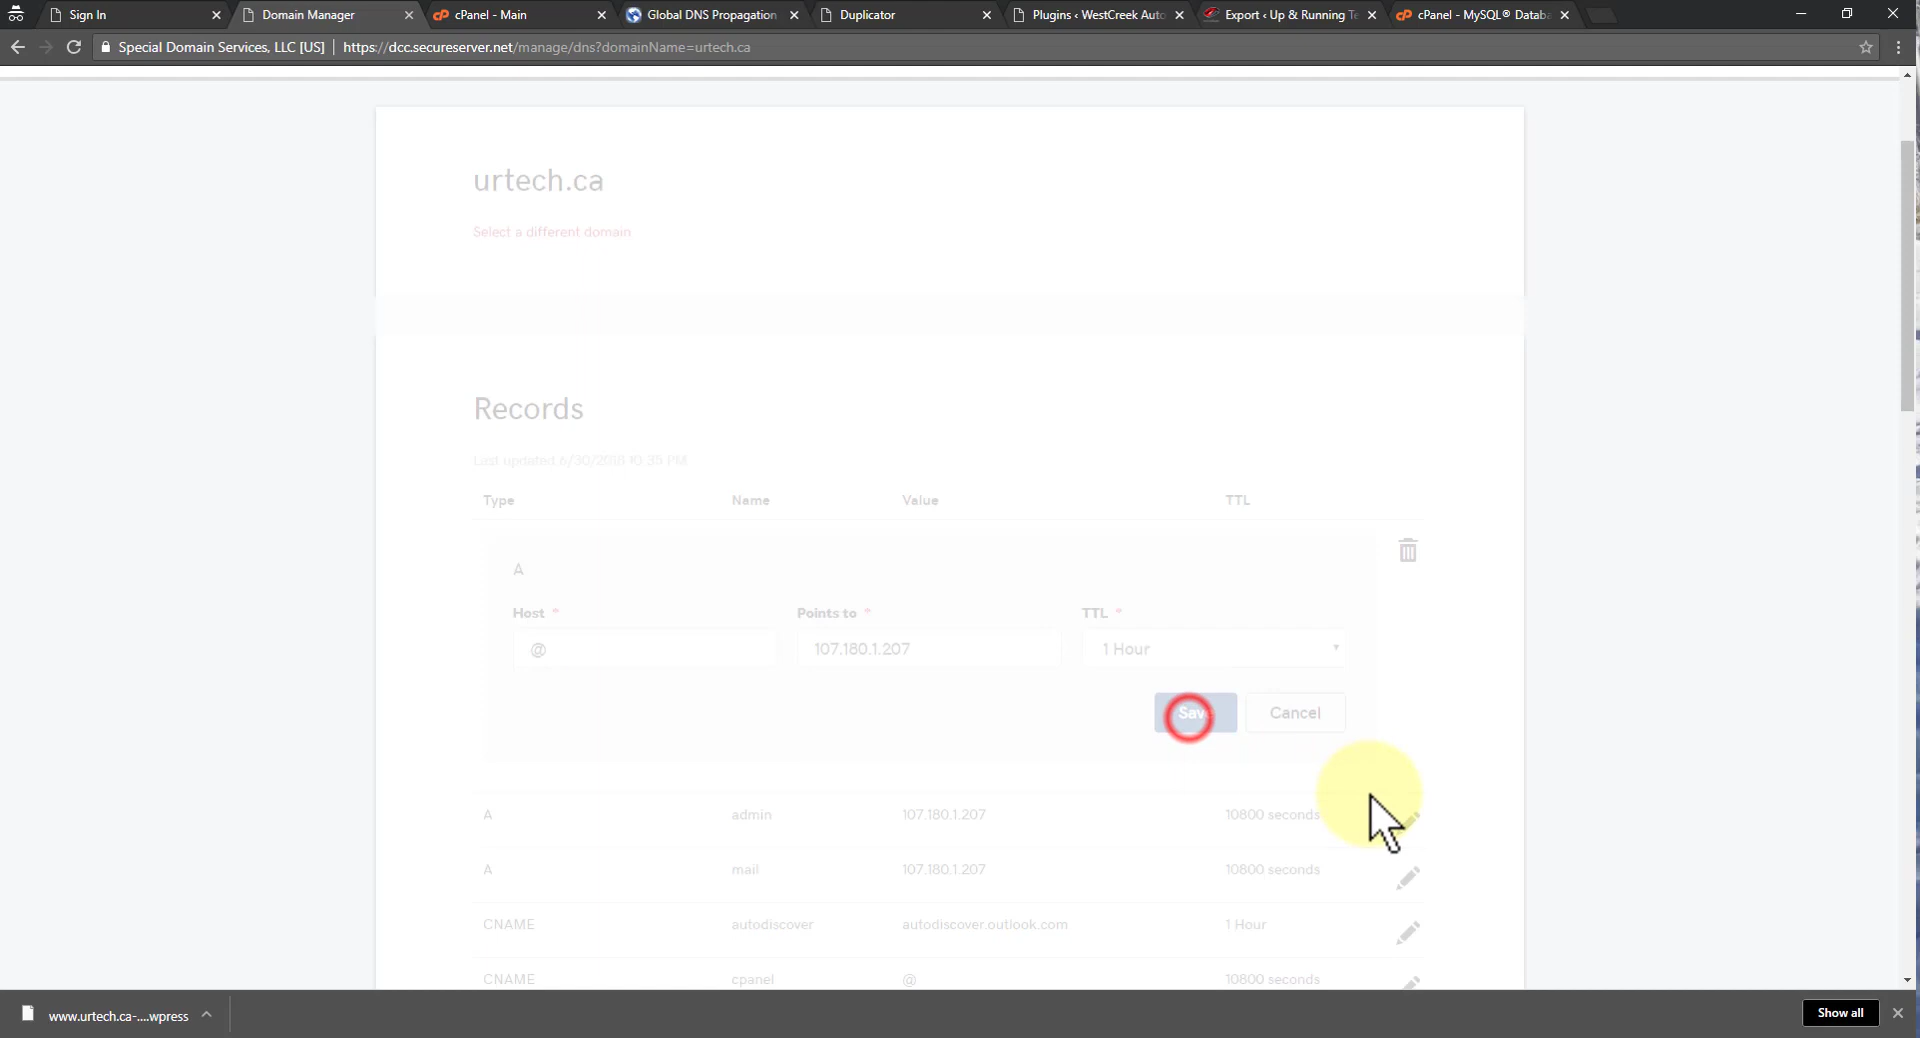 Sign In
Domain Manager
cPanel - Main
Global DNS Propagation
Duplicator
Plugins ‹ WestCreek Auto
Export ‹ Up & Running Te
cPanel - MySQL® Datab
Special Domain Services, LLC [US] | https://dcc.secureserver.net/manage/dns?domainName=urtech.ca
urtech.ca
Select a different domain
Records
Last updated 6/30/2018 10:35 PM
Type Name Value TTL
A
Host * Points to * TTL *
@ 107.180.1.207 1 Hour
Save Cancel
A admin 107.180.1.207 10800 seconds
A mail 107.180.1.207 10800 seconds
CNAME autodiscover autodiscover.outlook.com 1 Hour
CNAME cpanel @ 10800 seconds
www.urtech.ca-....wpress
Show all